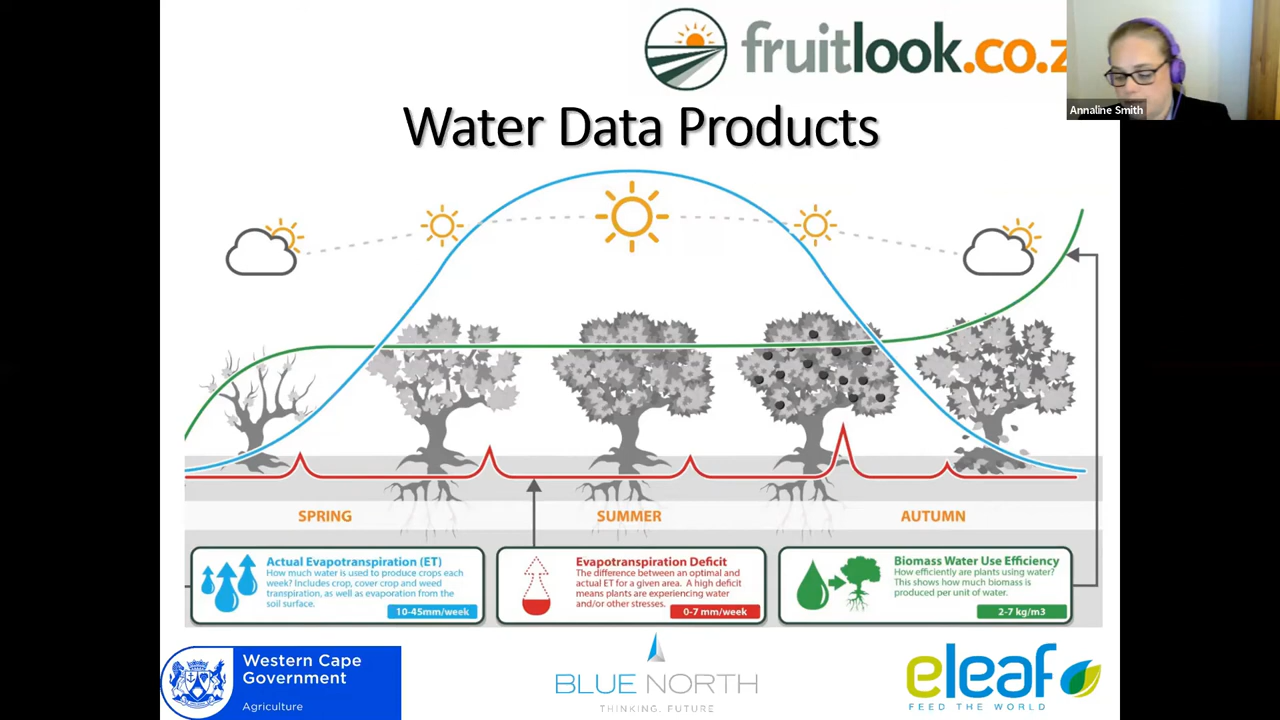 fruitlook.co.z
Annaline Smith
Water Data Products
SPRING
SUMMER
AUTUMN
Actual Evapotranspiration (ET)
How much water is used to produce crops each
week? Includes crop, cover crop and weed
transpiration, as well as evaporation from the
soil surface.
10-45mm/week
Evapotranspiration Deficit
The difference between an optimal and
actual ET for a given area. A high deficit
means plants are experiencing water
and/or other stresses.
0-7 mm/week
Biomass Water Use Efficiency
How efficiently are plants using water?
This shows how much biomass is
produced per unit of water.
2-7 kg/m3
Western Cape
Government
Agriculture
BLUE NORTH
THINKING. FUTURE
eleaf
FEED THE WORLD